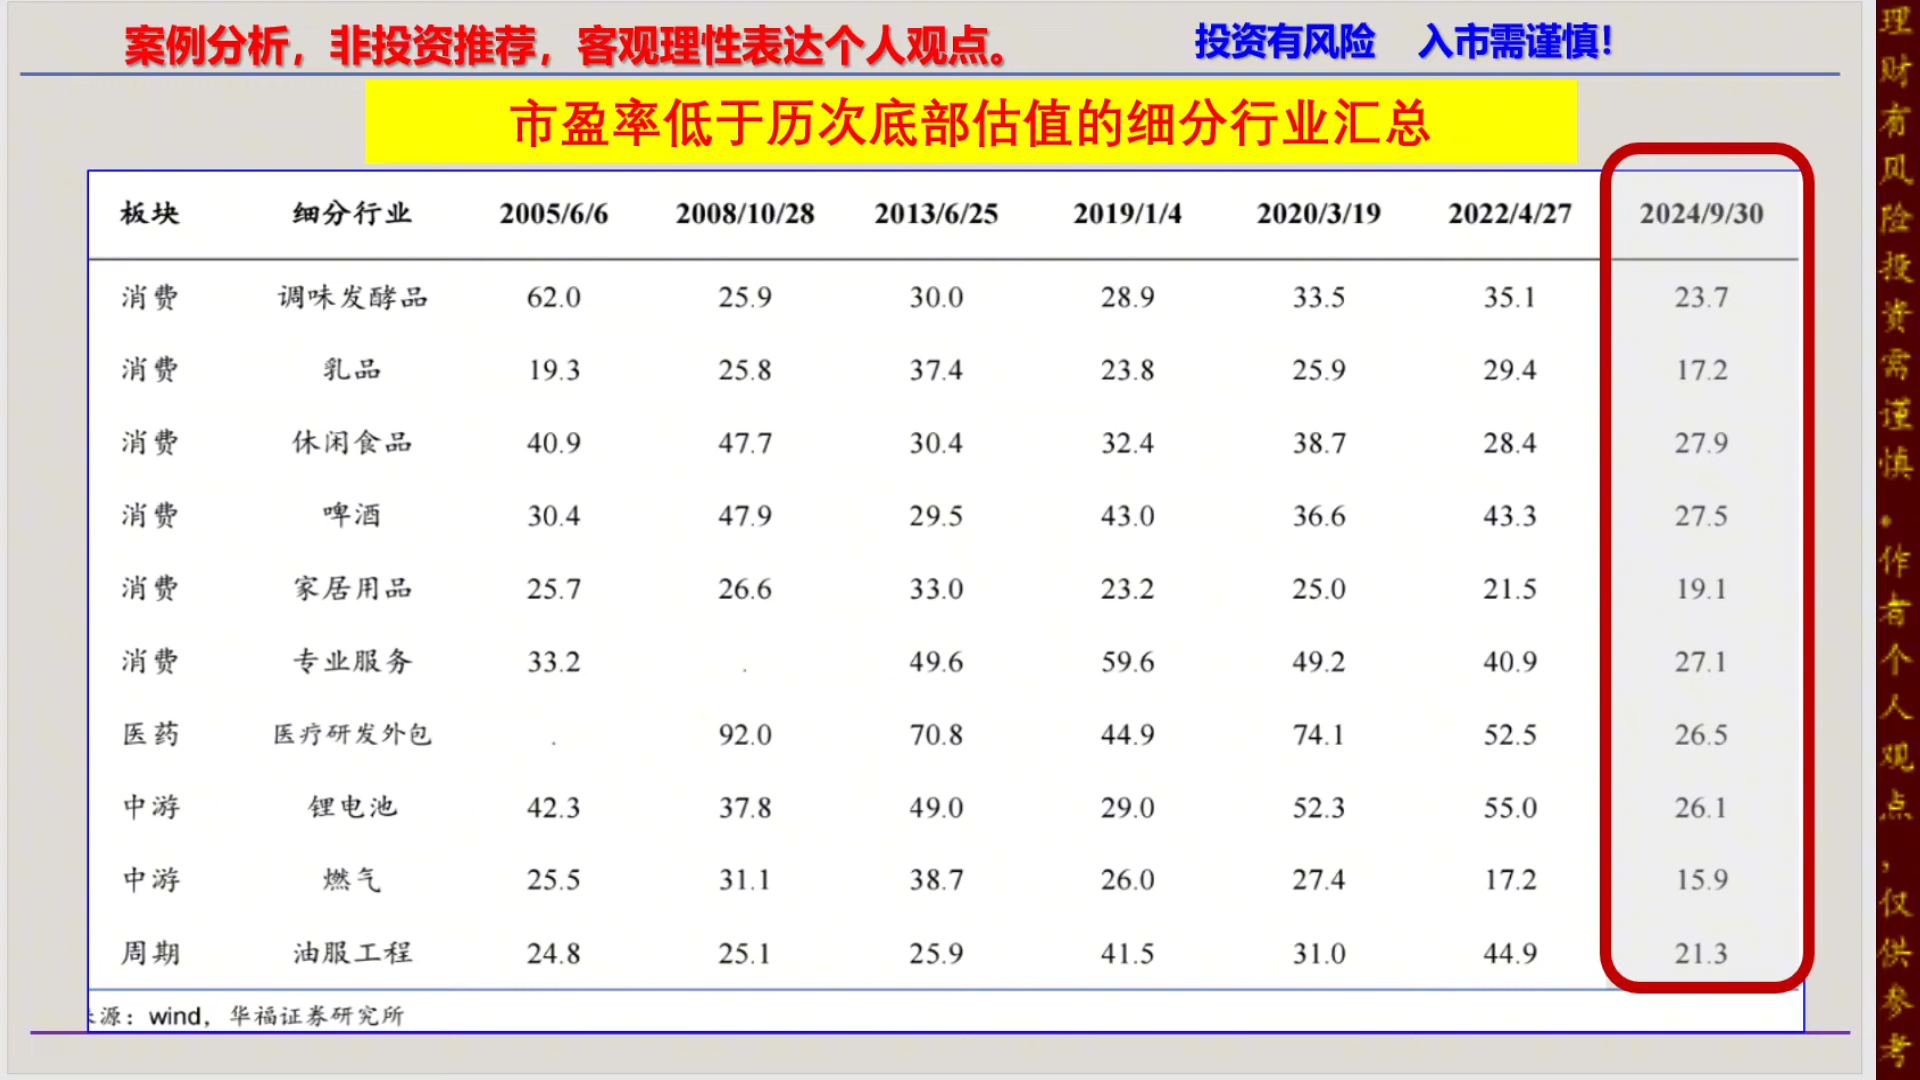 案例分析，非投资推荐，客观理性表达个人观点。 投资有风险 入市需谨慎！
市盈率低于历次底部估值的细分行业汇总
板块 细分行业 2005/6/6 2008/10/28 2013/6/25 2019/1/4 2020/3/19 2022/4/27 2024/9/30
消费 调味发酵品 62.0 25.9 30.0 28.9 33.5 35.1 23.7
消费 乳品 19.3 25.8 37.4 23.8 25.9 29.4 17.2
消费 休闲食品 40.9 47.7 30.4 32.4 38.7 28.4 27.9
消费 啤酒 30.4 47.9 29.5 43.0 36.6 43.3 27.5
消费 家居用品 25.7 26.6 33.0 23.2 25.0 21.5 19.1
消费 专业服务 33.2 . 49.6 59.6 49.2 40.9 27.1
医药 医疗研发外包 . 92.0 70.8 44.9 74.1 52.5 26.5
中游 锂电池 42.3 37.8 49.0 29.0 52.3 55.0 26.1
中游 燃气 25.5 31.1 38.7 26.0 27.4 17.2 15.9
周期 油服工程 24.8 25.1 25.9 41.5 31.0 44.9 21.3
源：wind，华福证券研究所
理财有风险投资需谨慎．作者个人观点，仅供参考